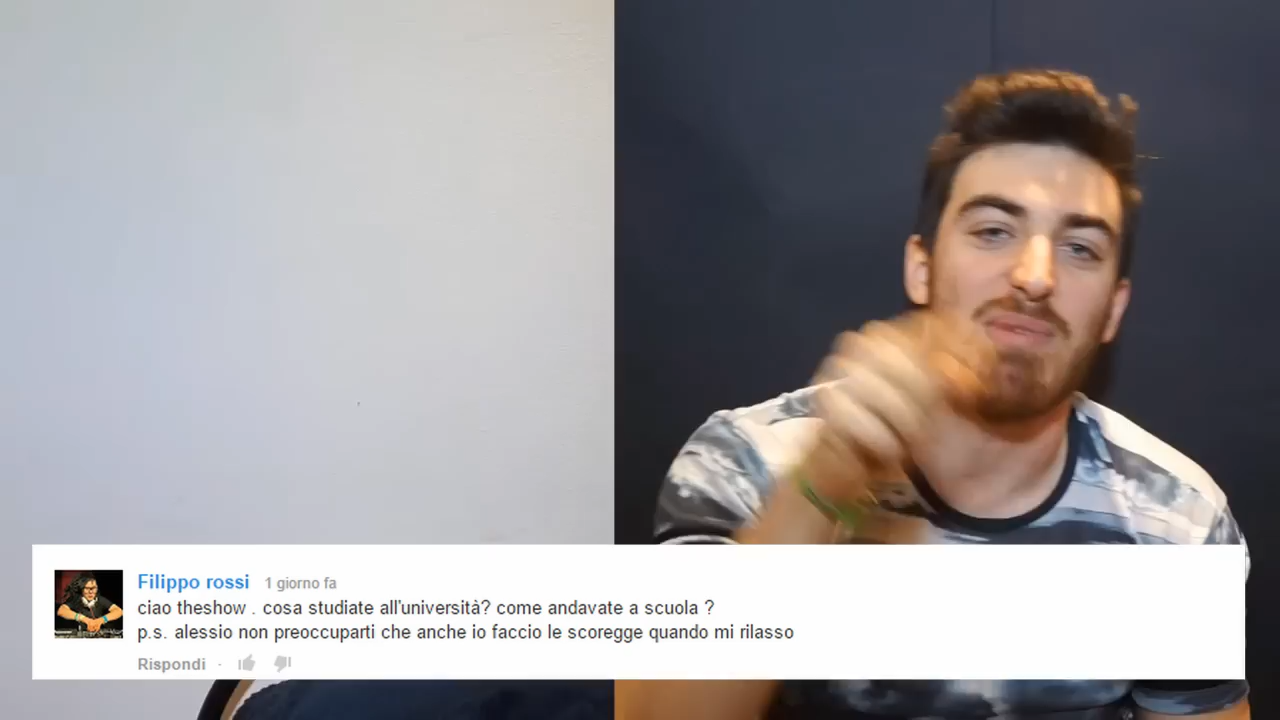 Filippo rossi 1 giorno fa
ciao theshow . cosa studiate all'università? come andavate a scuola ?
p.s. alessio non preoccuparti che anche io faccio le scoregge quando mi rilasso
Rispondi ·